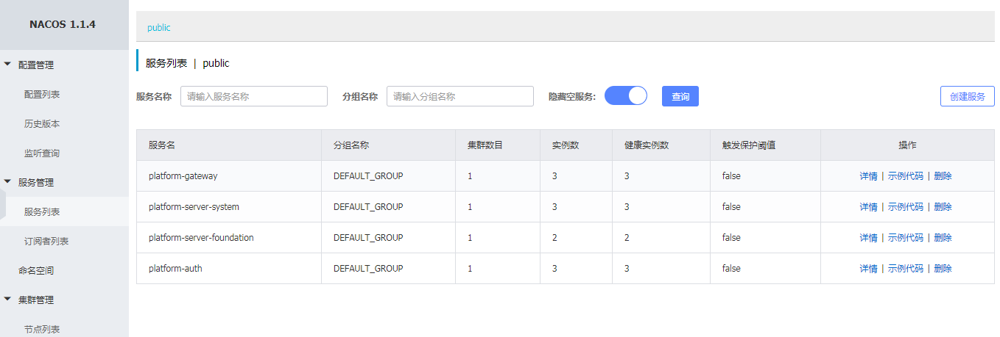 NACOS 1.1.4
配置管理
配置列表
历史版本
监听查询
服务管理
服务列表
订阅者列表
命名空间
集群管理
节点列表
public
服务列表 | public
服务名称 请输入服务名称 分组名称 请输入分组名称 隐藏空服务: 查询 创建服务
服务名 分组名称 集群数目 实例数 健康实例数 触发保护阈值 操作
platform-gateway DEFAULT_GROUP 1 3 3 false 详情 | 示例代码 | 删除
platform-server-system DEFAULT_GROUP 1 3 3 false 详情 | 示例代码 | 删除
platform-server-foundation DEFAULT_GROUP 1 2 2 false 详情 | 示例代码 | 删除
platform-auth DEFAULT_GROUP 1 3 3 false 详情 | 示例代码 | 删除